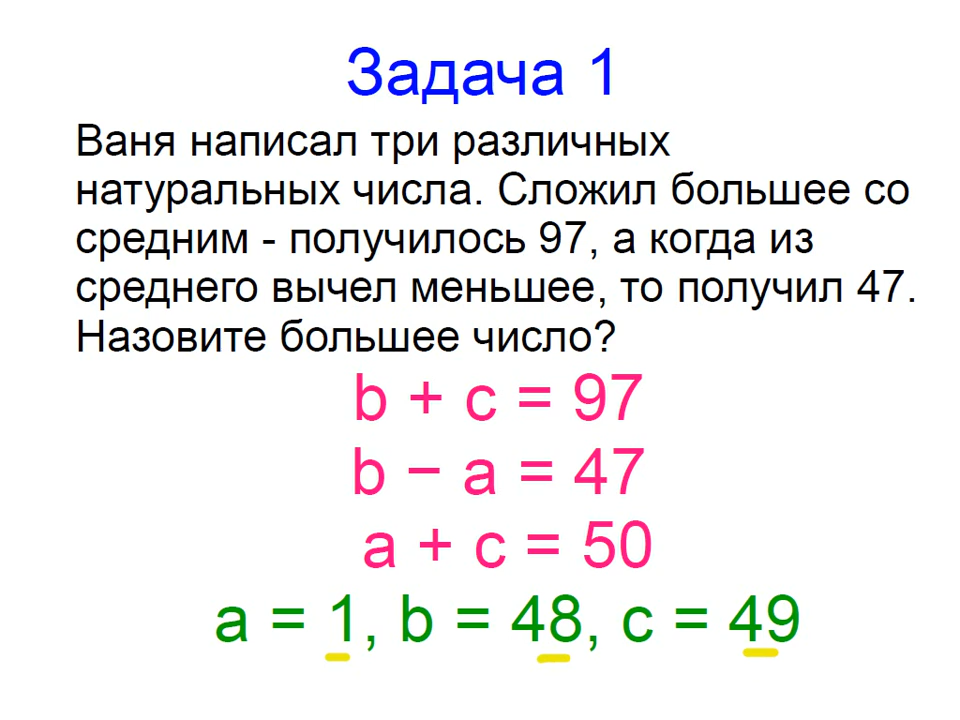 Задача 1
Ваня написал три различных
натуральных числа. Сложил большее со
средним - получилось 97, а когда из
среднего вычел меньшее, то получил 47.
Назовите большее число?
b + c = 97
b − a = 47
a + c = 50
a = 1, b = 48, c = 49